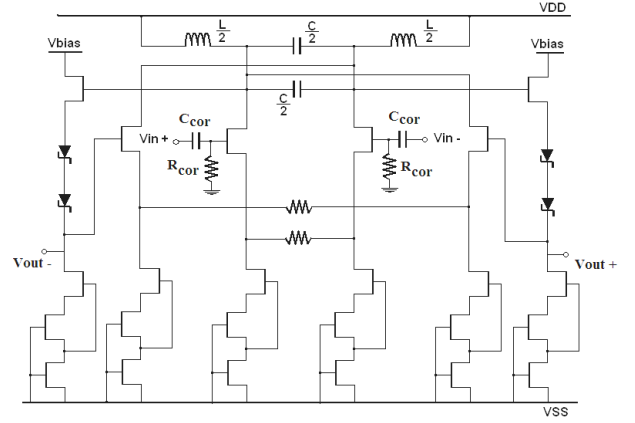 VDD
L
2
C
2
L
2
Vbias
Vbias
C
2
Ccor
Ccor
Vin +
Vin -
Rcor
Rcor
Vout -
Vout +
VSS